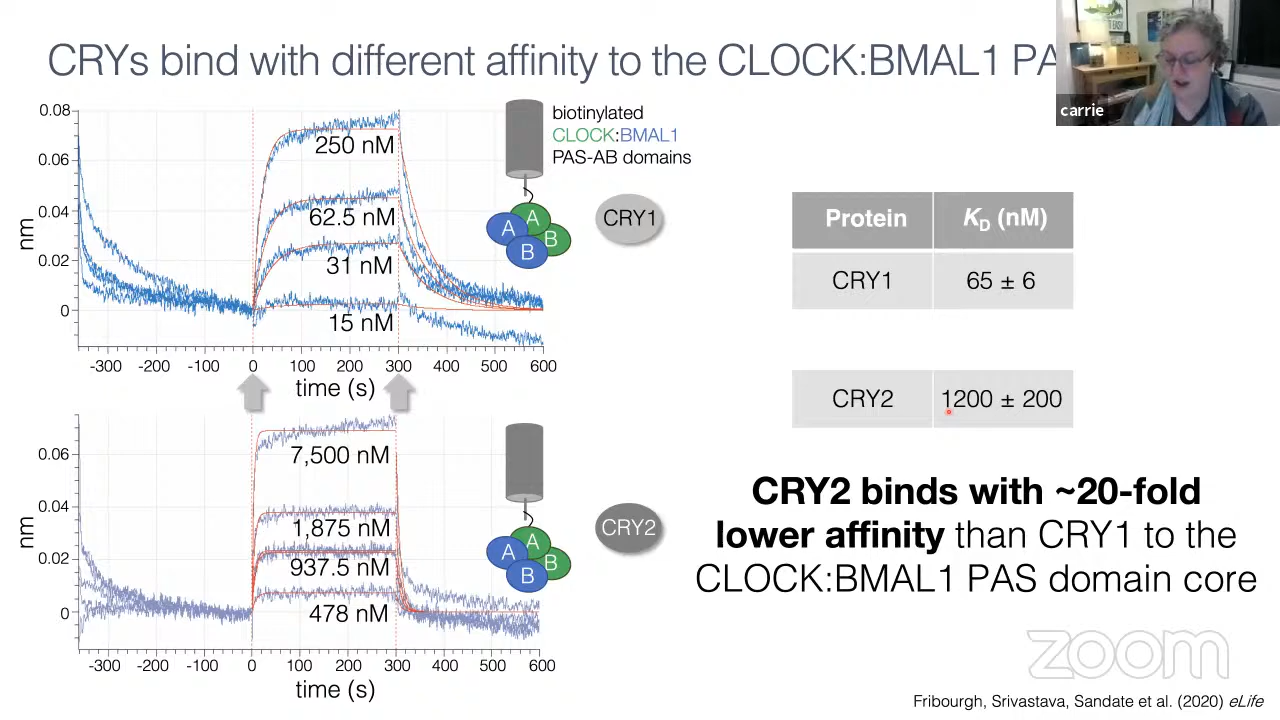 CRYs bind with different affinity to the CLOCK:BMAL1 PA
carrie
0.08
0.06
0.04
0.02
0
nm
250 nM
62.5 nM
31 nM
15 nM
-300 -200 -100 0 100 200 300 400 500 600
time (s)
biotinylated
CLOCK:BMAL1
PAS-AB domains
A A B B
CRY1
0.06
0.04
0.02
0
nm
7,500 nM
1,875 nM
937.5 nM
478 nM
-300 -200 -100 0 100 200 300 400 500 600
time (s)
A A B B
CRY2
Protein KD (nM)
CRY1 65 ± 6
CRY2 1200 ± 200
CRY2 binds with ~20-fold
lower affinity than CRY1 to the
CLOCK:BMAL1 PAS domain core
zoom
Fribourgh, Srivastava, Sandate et al. (2020) eLife